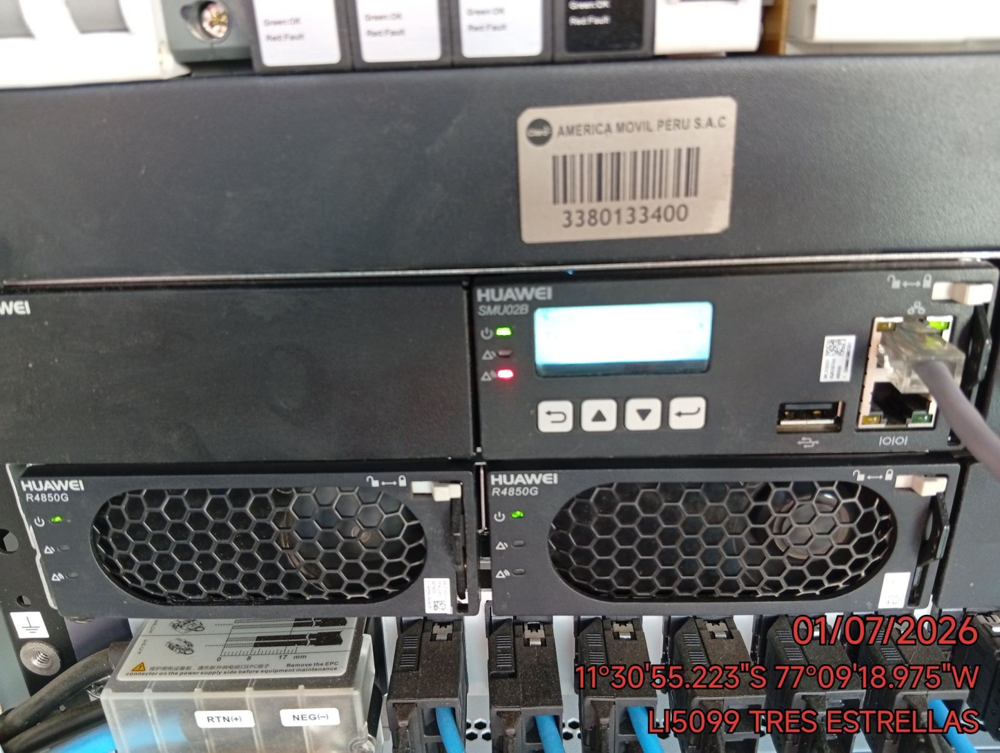 Green:OK
Red:Fault
Green:OK
Red:Fault
Green:OK
Red:Fault
Green:OK
Red:Fault
Claro
AMERICA MOVIL PERU S.A.C
3380133400
WEI
HUAWEI
SMU02B
IOIOI
HUAWEI
R4850G
HUAWEI
R4850G
0 8 17 mm
Remove the EPC
connector on the power supply side before equipment maintenance
RTN(+)
NEG(−)
01/07/2026
11°30'55.223"S 77°09'18.975"W
LI5099 TRES ESTRELLAS